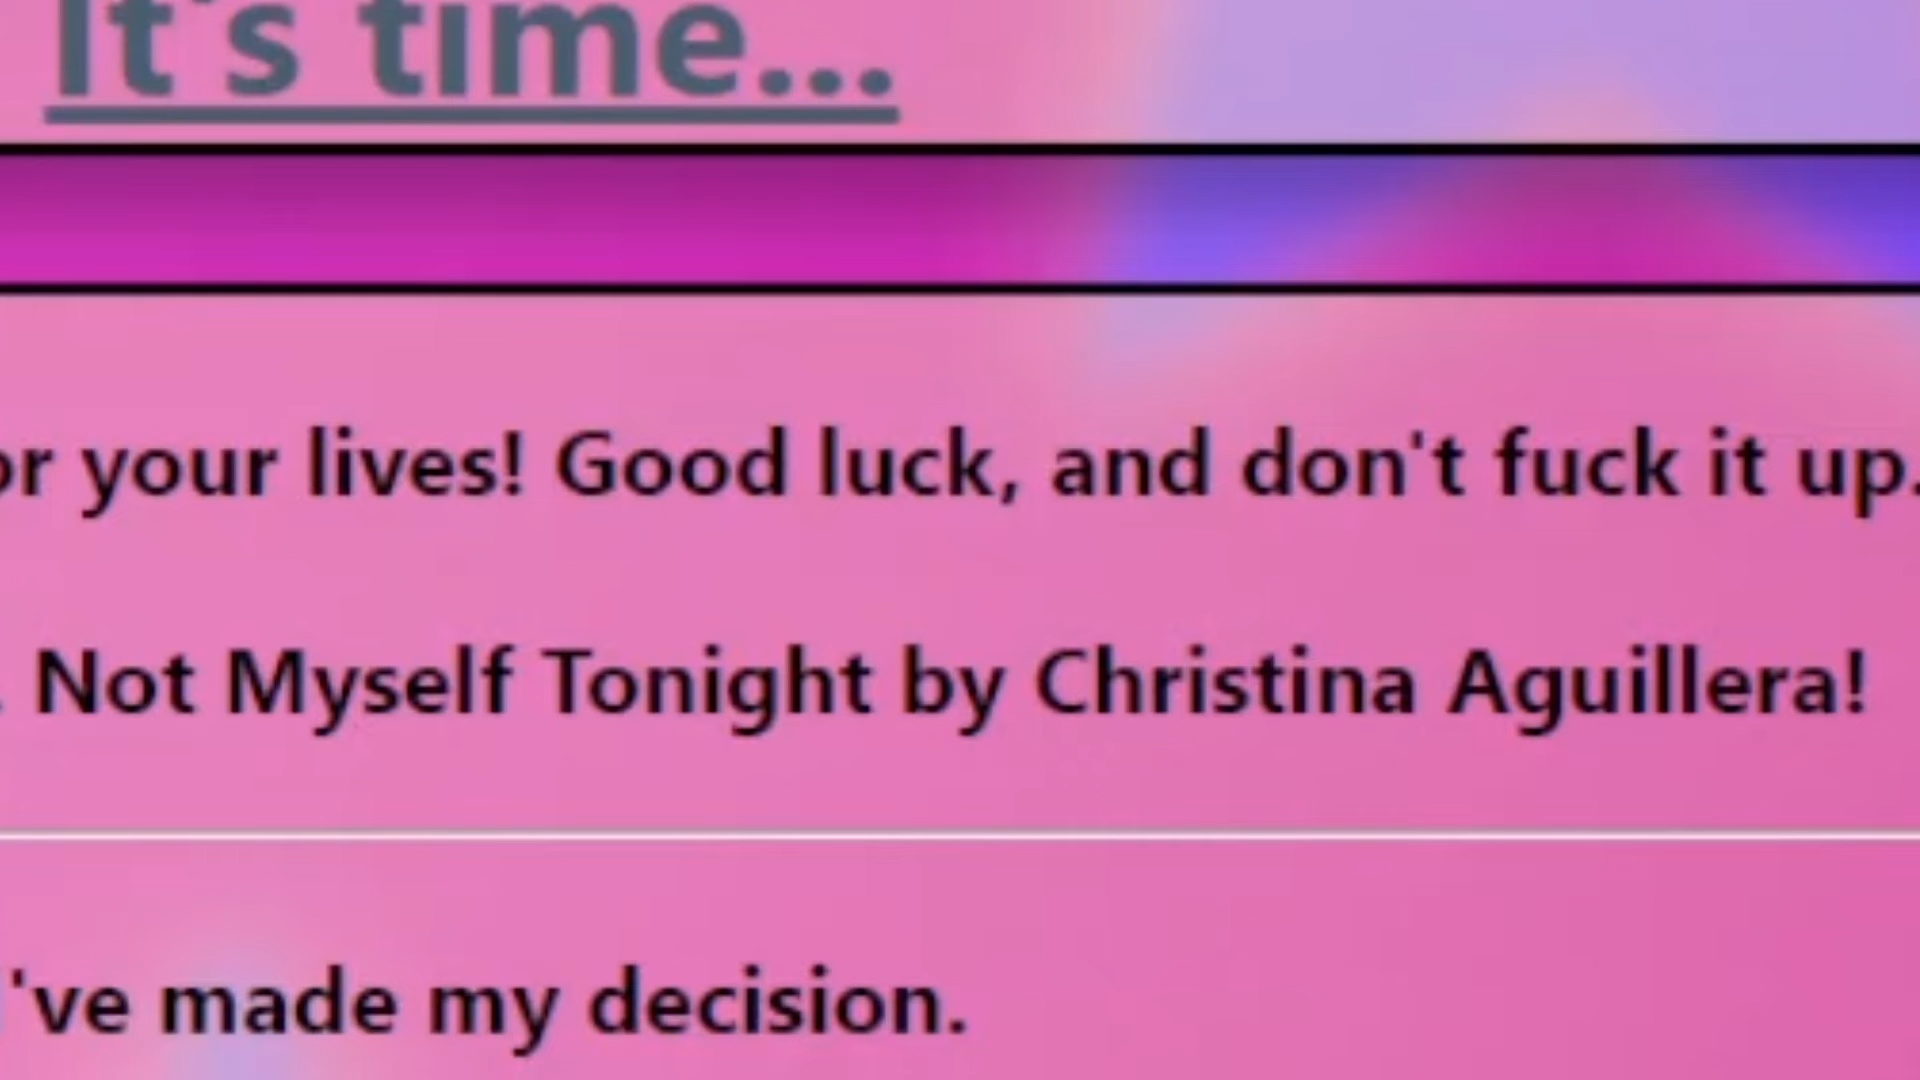 It's time...
or your lives! Good luck, and don't fuck it up.
. Not Myself Tonight by Christina Aguillera!
I've made my decision.